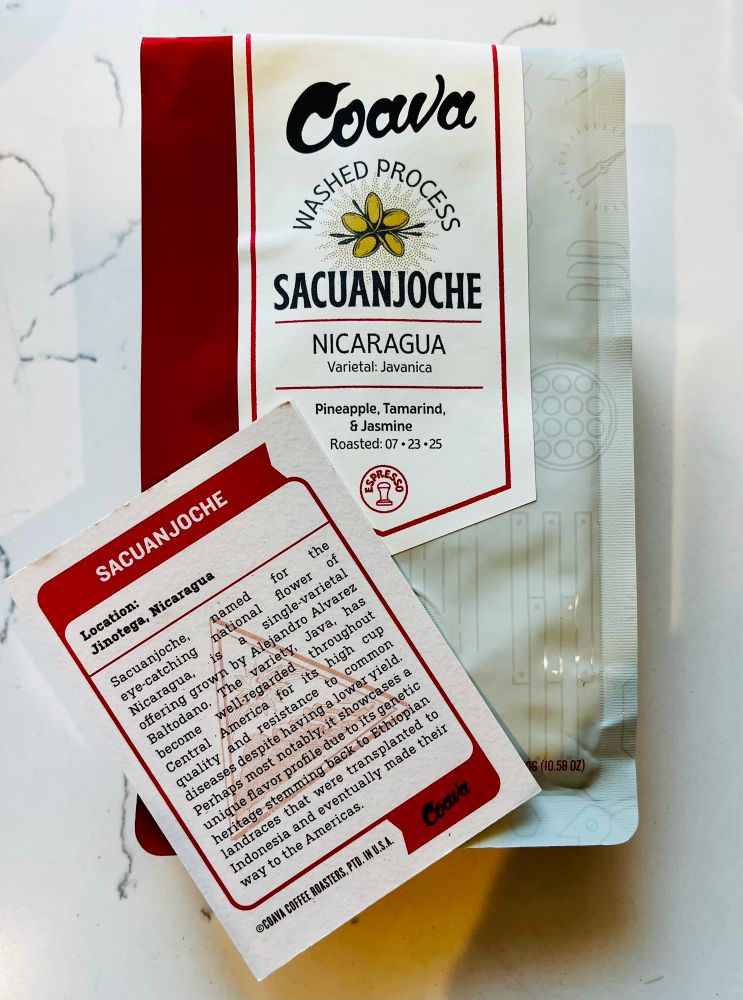 Coava
WASHED PROCESS
SACUANJOCHE
NICARAGUA
Varietal: Javanica
Pineapple, Tamarind,
& Jasmine
Roasted: 07 • 23 • 25
ESPRESSO
0G (10.58 OZ)
SACUANJOCHE
Location:
Jinotega, Nicaragua
Sacuanjoche, named for the
eye-catching national flower of
Nicaragua, is a single-varietal
offering grown by Alejandro Alvarez
Baltodano. The variety, Java, has
become well-regarded throughout
Central America for its high cup
quality and resistance to common
diseases despite having a lower yield.
Perhaps most notably, it showcases a
unique flavor profile due to its genetic
heritage stemming back to Ethiopian
landraces that were transplanted to
Indonesia and eventually made their
way to the Americas.
Coava
©COAVA COFFEE ROASTERS, PTD. IN U.S.A.